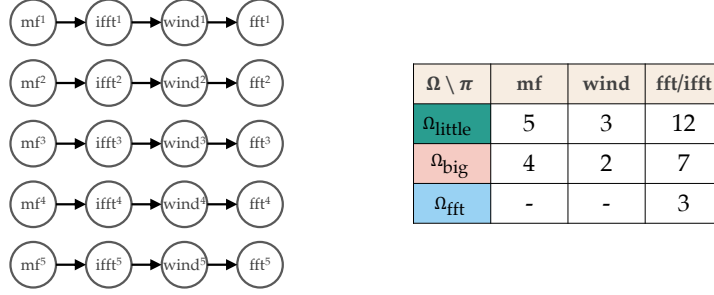 mf¹ ifft¹ wind¹ fft¹
mf² ifft² wind² fft²
mf³ ifft³ wind³ fft³
mf⁴ ifft⁴ wind⁴ fft⁴
mf⁵ ifft⁵ wind⁵ fft⁵
Ω \ π mf wind fft/ifft
Ωlittle 5 3 12
Ωbig 4 2 7
Ωfft - - 3